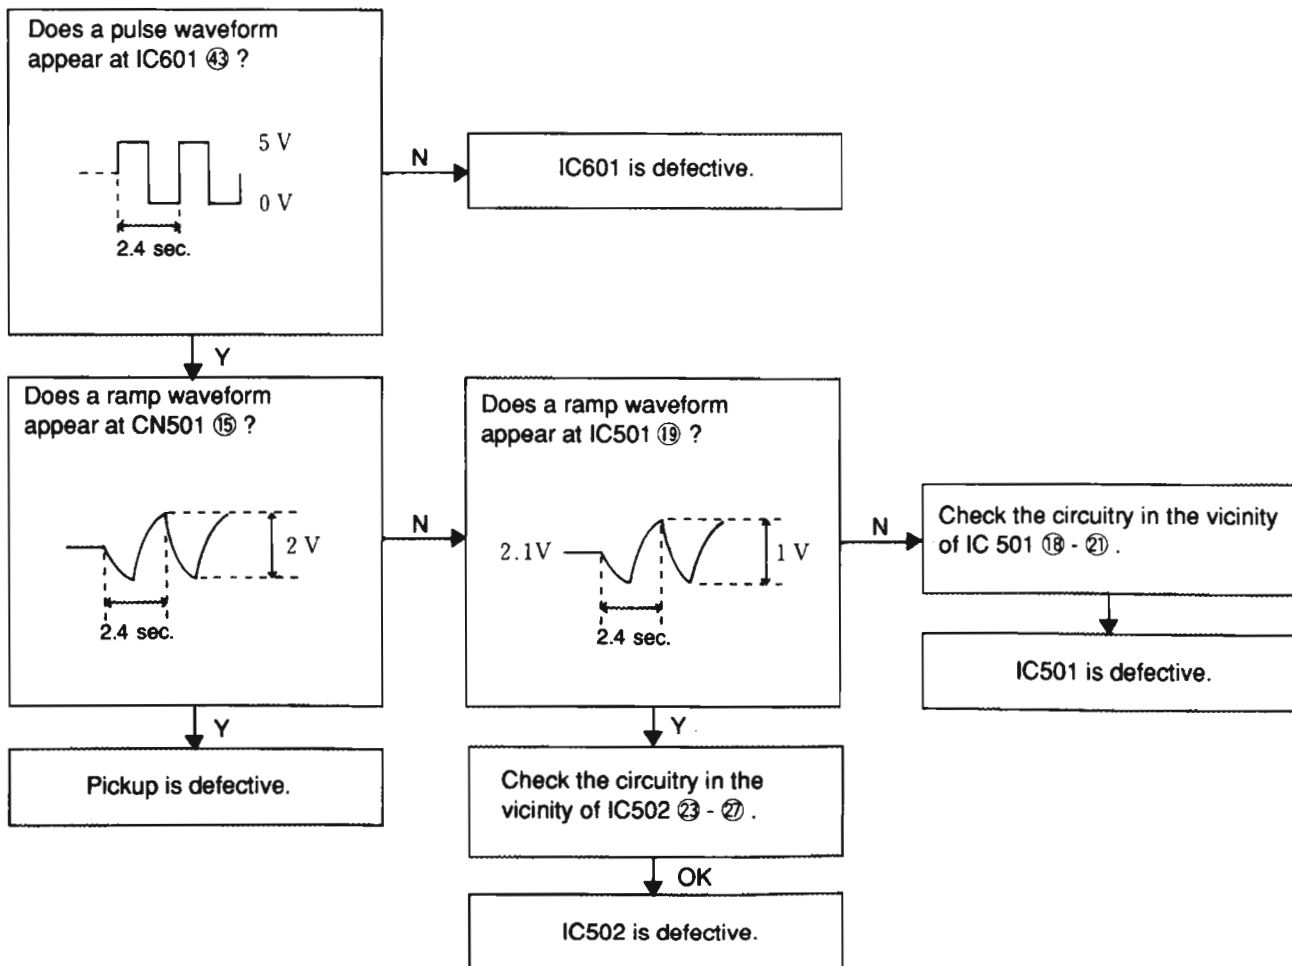 Does a pulse waveform
appear at IC601 ㊸ ?
5 V
0 V
2.4 sec.
N
IC601 is defective.
Y
Does a ramp waveform
appear at CN501 ⑮ ?
2 V
2.4 sec.
N
Does a ramp waveform
appear at IC501 ⑲ ?
2.1V
1 V
2.4 sec.
N
Check the circuitry in the vicinity
of IC 501 ⑱ - ㉑ .
IC501 is defective.
Y
Pickup is defective.
Y
Check the circuitry in the
vicinity of IC502 ㉓ - ㉗ .
OK
IC502 is defective.